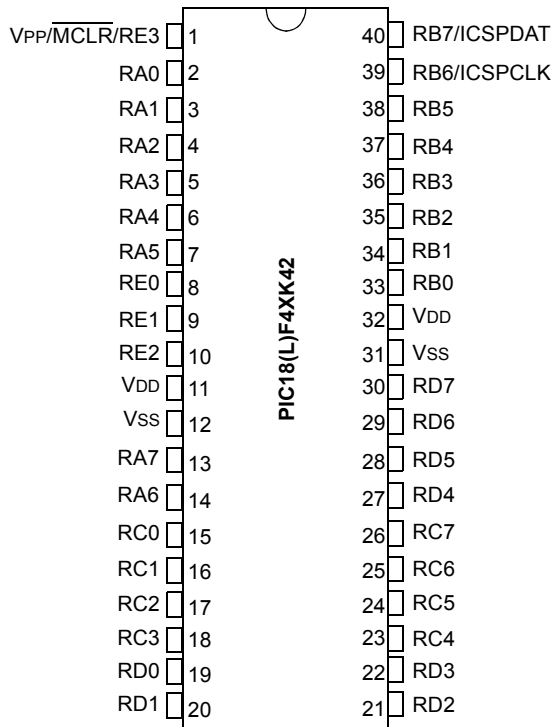 VPP/MCLR/RE3 1 40 RB7/ICSPDAT
RA0 2 39 RB6/ICSPCLK
RA1 3 38 RB5
RA2 4 37 RB4
RA3 5 36 RB3
RA4 6 35 RB2
RA5 7 34 RB1
RE0 8 33 RB0
RE1 9 32 VDD
RE2 10 31 VSS
VDD 11 30 RD7
VSS 12 29 RD6
RA7 13 28 RD5
RA6 14 27 RD4
RC0 15 26 RC7
RC1 16 25 RC6
RC2 17 24 RC5
RC3 18 23 RC4
RD0 19 22 RD3
RD1 20 21 RD2
PIC18(L)F4XK42